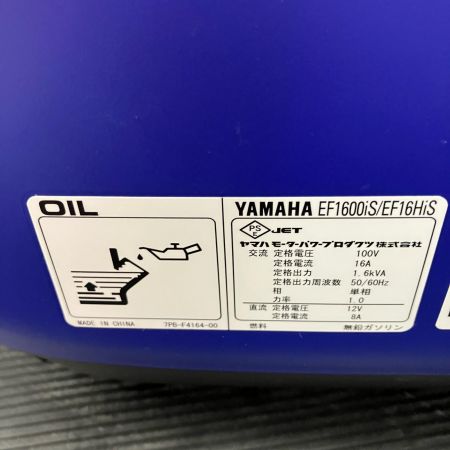 OIL
MADE IN CHINA
7PB-F4164-00
YAMAHA EF1600iS/EF16HiS
PSE JET
ヤマハモーターパワープロダクツ株式会社
交流 定格電圧 100V
定格電流 16A
定格出力 1.6kVA
定格出力周波数 50/60Hz
相 単相
力率 1.0
直流 定格電圧 12V
定格電流 8A
燃料 無鉛ガソリン